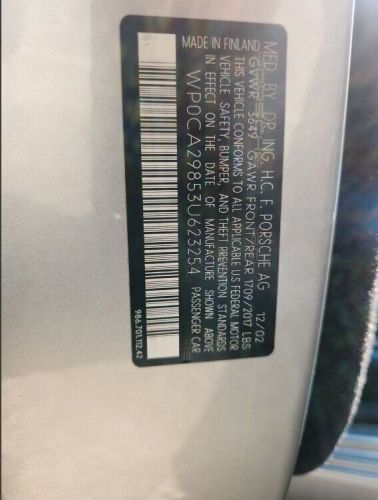 MFD BY DR. ING. H.C. F. PORSCHE AG 12/02
GVWR 3649 GAWR FRONT/REAR 1709/2017 LBS
THIS VEHICLE CONFORMS TO ALL APPLICABLE U.S. FEDERAL MOTOR
VEHICLE SAFETY, BUMPER, AND THEFT PREVENTION STANDARDS
IN EFFECT ON THE DATE OF MANUFACTURE SHOWN ABOVE
WP0CA29853U623254 PASSENGER CAR
MADE IN FINLAND
986.701.112.42